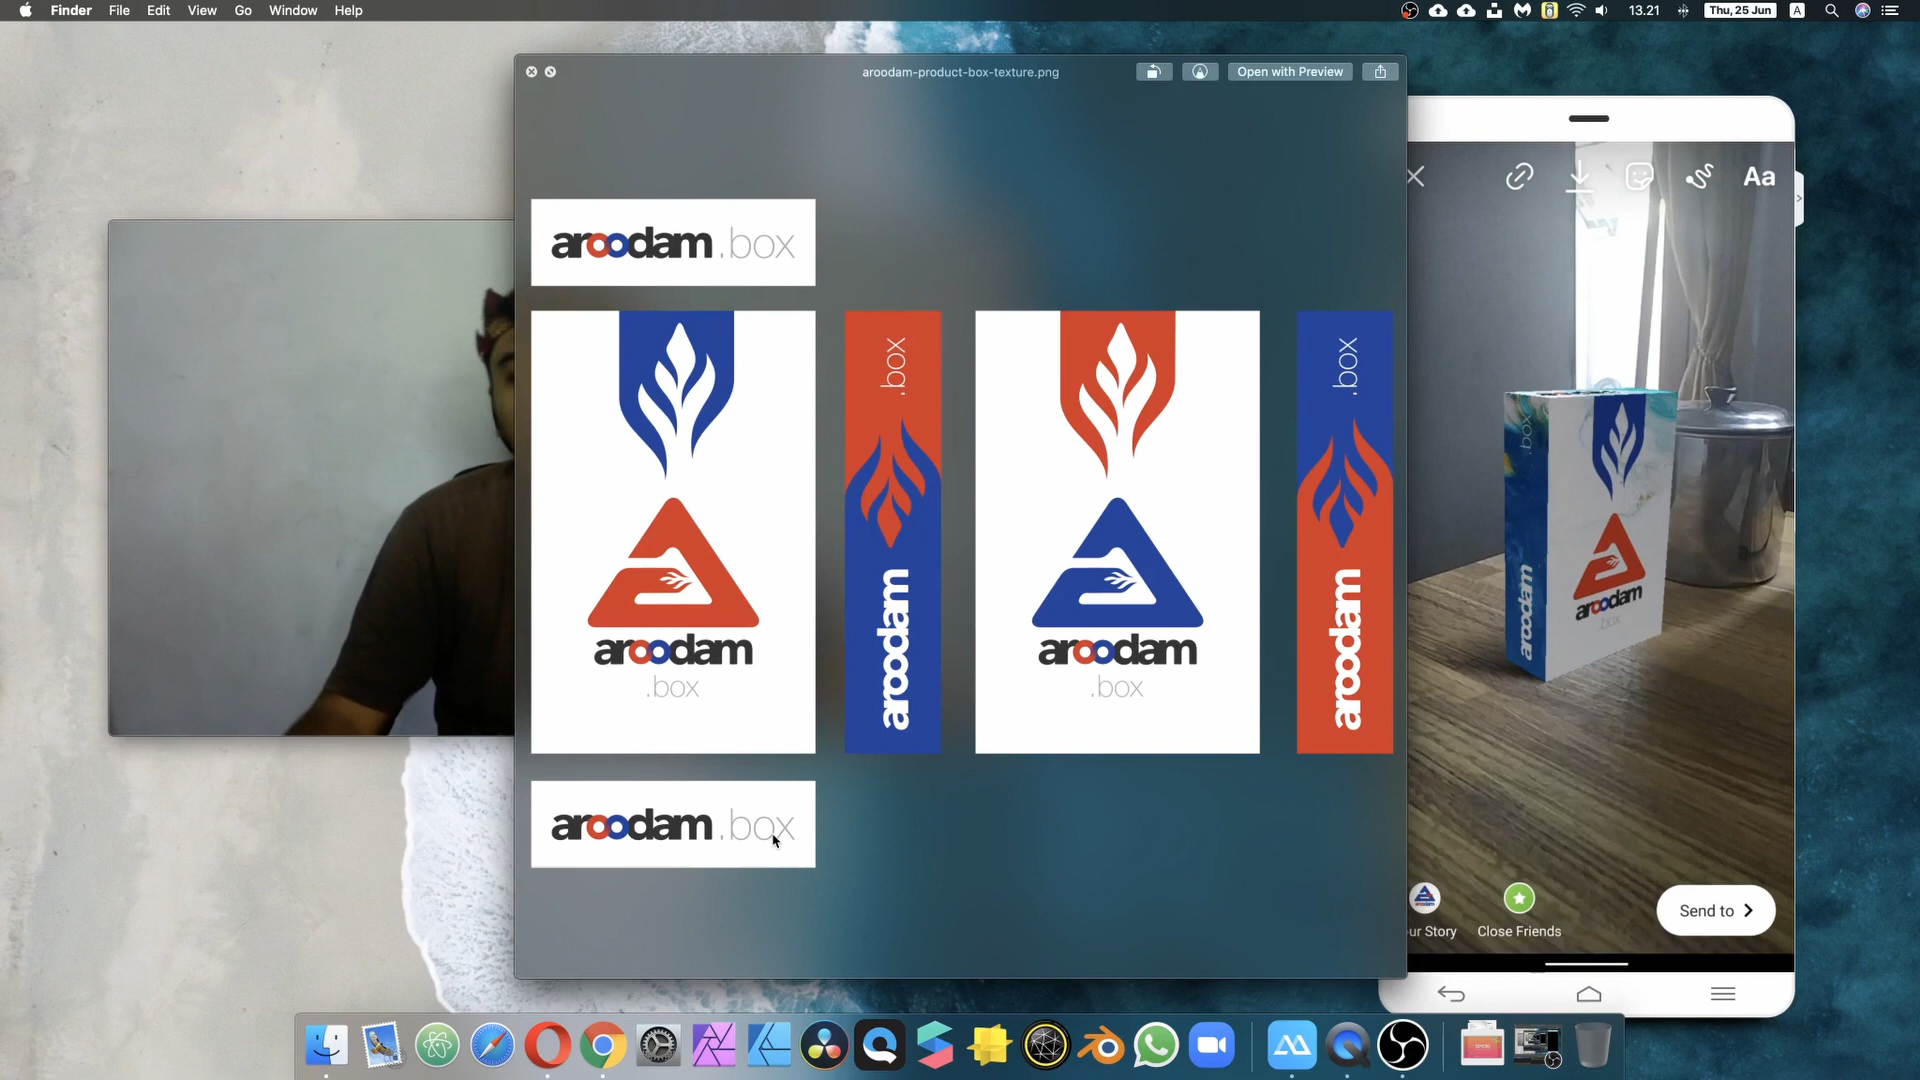 Finder File Edit View Go Window Help
13.21 Thu, 25 Jun A
aroodam-product-box-texture.png
Open with Preview
Aa
aroodam.box
.box
.box
aroodam
.box
aroodam
aroodam
.box
aroodam
aroodam.box
.box
aroodam
aroodam
.box
ur Story
Close Friends
Send to